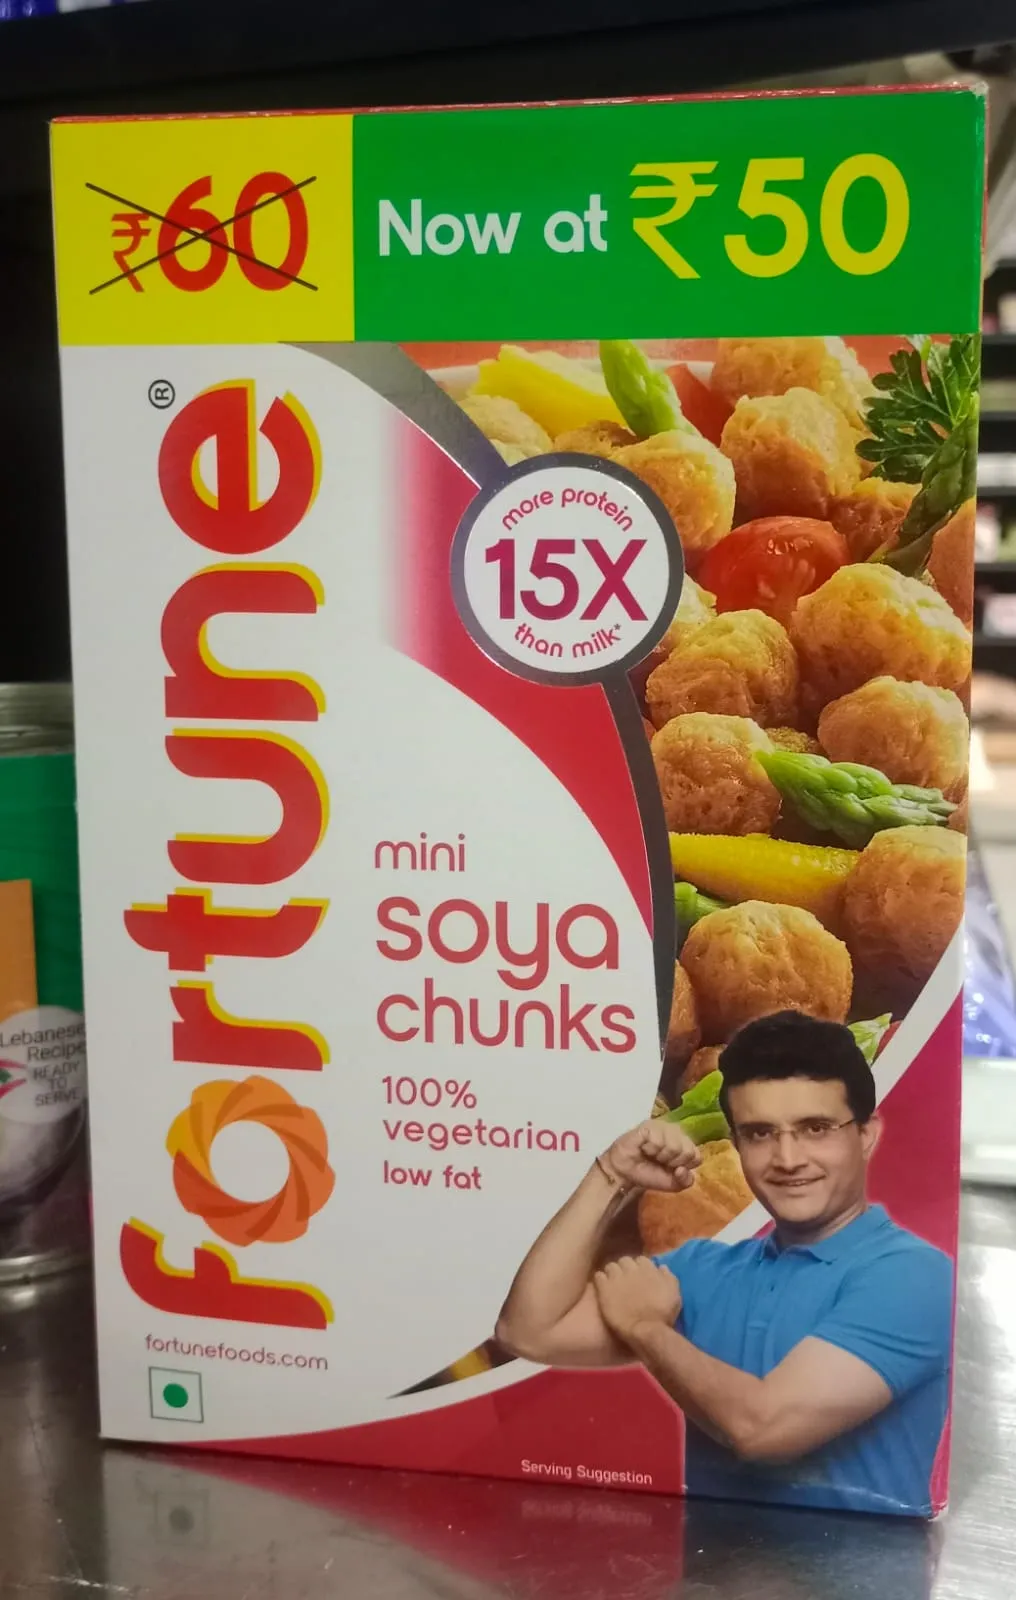 ₹60
Now at ₹50
fortune®
more protein
15X
than milk*
mini
soya
chunks
100%
vegetarian
low fat
fortunefoods.com
Serving Suggestion
Lebanese
Recipe
READY
TO
SERVE